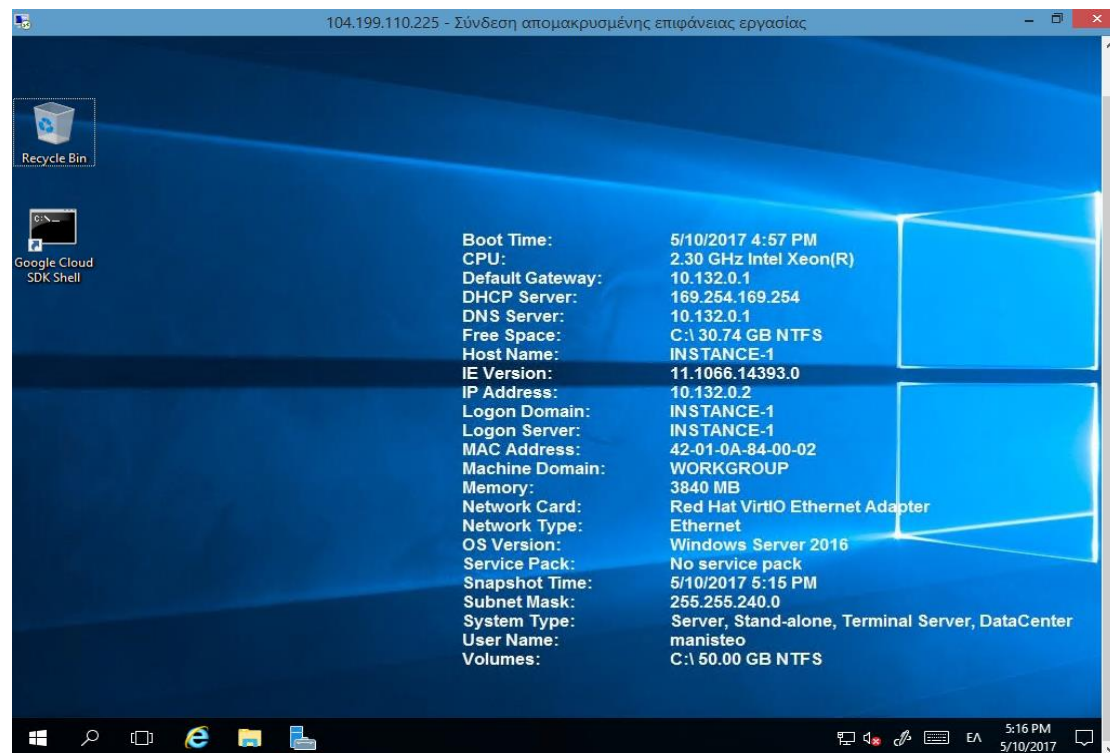 104.199.110.225 - Σύνδεση απομακρυσμένης επιφάνειας εργασίας
Recycle Bin
C:\_
Google Cloud
SDK Shell
Boot Time: 5/10/2017 4:57 PM
CPU: 2.30 GHz Intel Xeon(R)
Default Gateway: 10.132.0.1
DHCP Server: 169.254.169.254
DNS Server: 10.132.0.1
Free Space: C:\ 30.74 GB NTFS
Host Name: INSTANCE-1
IE Version: 11.1066.14393.0
IP Address: 10.132.0.2
Logon Domain: INSTANCE-1
Logon Server: INSTANCE-1
MAC Address: 42-01-0A-84-00-02
Machine Domain: WORKGROUP
Memory: 3840 MB
Network Card: Red Hat VirtIO Ethernet Adapter
Network Type: Ethernet
OS Version: Windows Server 2016
Service Pack: No service pack
Snapshot Time: 5/10/2017 5:15 PM
Subnet Mask: 255.255.240.0
System Type: Server, Stand-alone, Terminal Server, DataCenter
User Name: manisteo
Volumes: C:\ 50.00 GB NTFS
ΕΛ
5:16 PM
5/10/2017